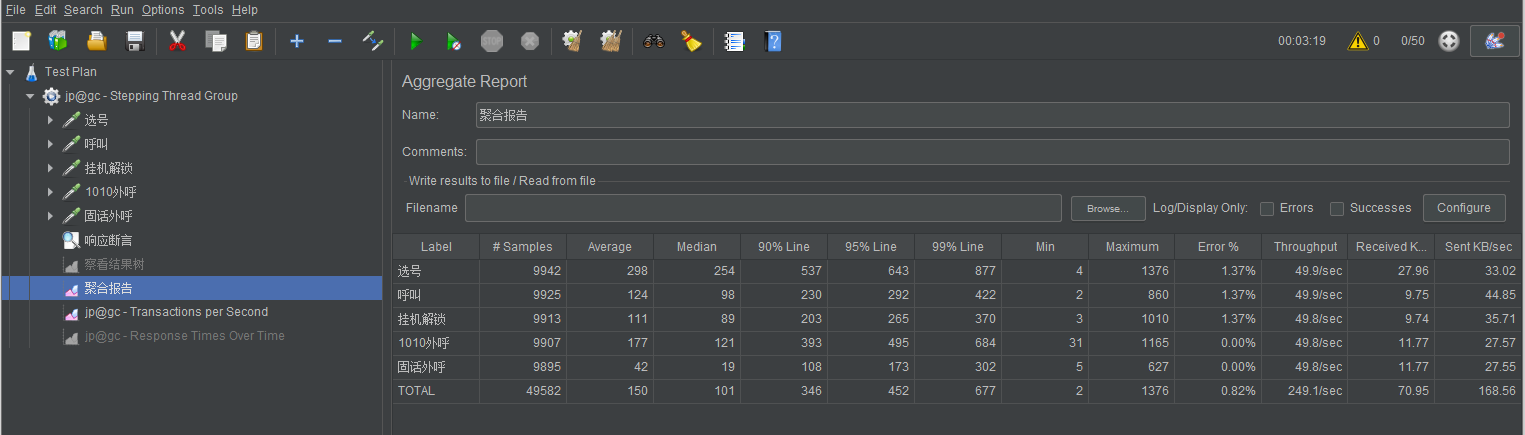 File Edit Search Run Options Tools Help
STOP
00:03:19 0 0/50
Test Plan
jp@gc - Stepping Thread Group
选号
呼叫
挂机解锁
1010外呼
固话外呼
响应断言
察看结果树
聚合报告
jp@gc - Transactions per Second
jp@gc - Response Times Over Time
Aggregate Report
Name: 聚合报告
Comments:
Write results to file / Read from file
Filename Browse... Log/Display Only: Errors Successes Configure
Label # Samples Average Median 90% Line 95% Line 99% Line Min Maximum Error % Throughput Received K... Sent KB/sec
选号 9942 298 254 537 643 877 4 1376 1.37% 49.9/sec 27.96 33.02
呼叫 9925 124 98 230 292 422 2 860 1.37% 49.9/sec 9.75 44.85
挂机解锁 9913 111 89 203 265 370 3 1010 1.37% 49.8/sec 9.74 35.71
1010外呼 9907 177 121 393 495 684 31 1165 0.00% 49.8/sec 11.77 27.57
固话外呼 9895 42 19 108 173 302 5 627 0.00% 49.8/sec 11.77 27.55
TOTAL 49582 150 101 346 452 677 2 1376 0.82% 249.1/sec 70.95 168.56